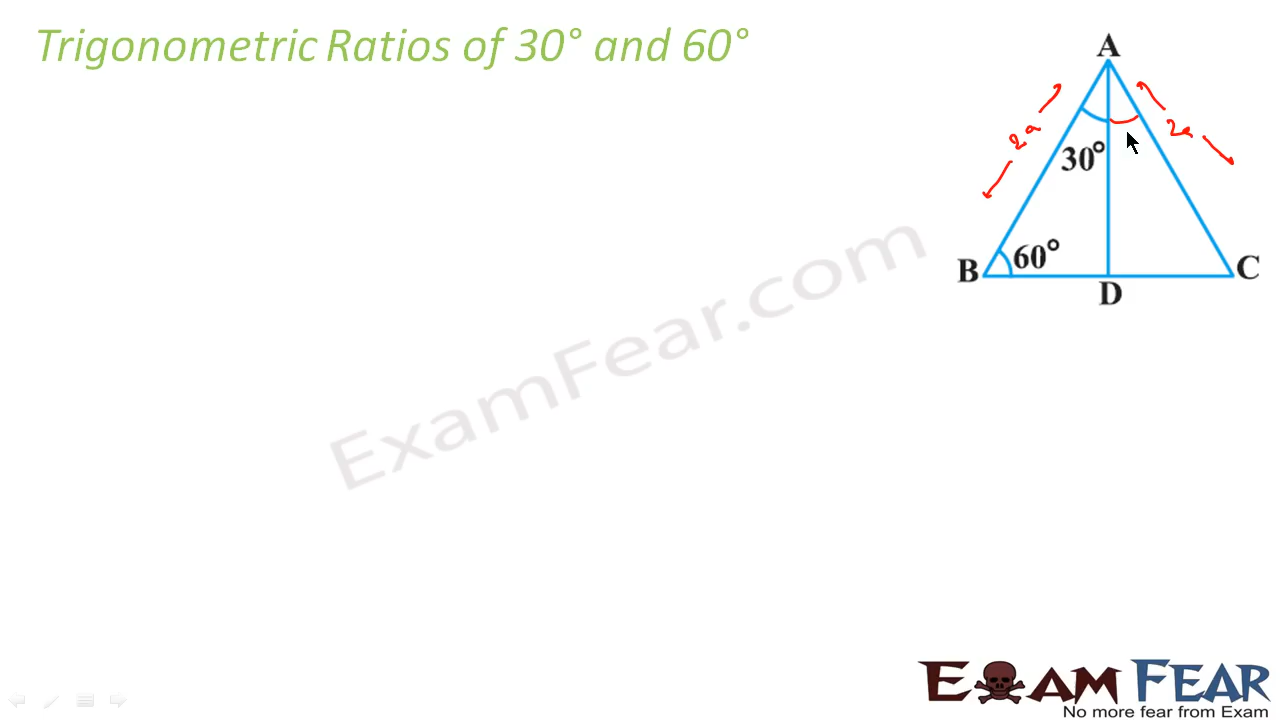 Trigonometric Ratios of 30° and 60°
A
2a
2a
30°
B
60°
C
D
ExamFear.com
EXAM FEAR
No more fear from Exam